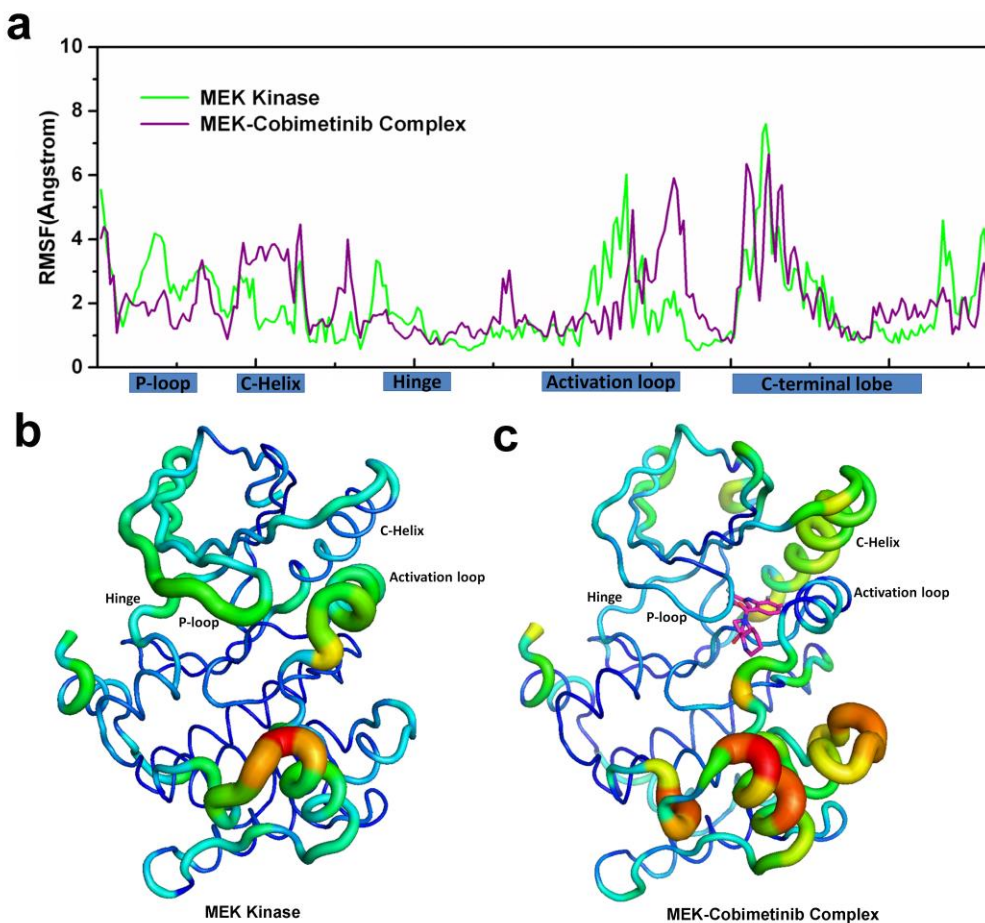 a
10
8
6
4
2
0
RMSF(Angstrom)
MEK Kinase
MEK-Cobimetinib Complex
P-loop
C-Helix
Hinge
Activation loop
C-terminal lobe
b
C-Helix
Activation loop
Hinge
P-loop
MEK Kinase
c
C-Helix
Activation loop
Hinge
P-loop
MEK-Cobimetinib Complex